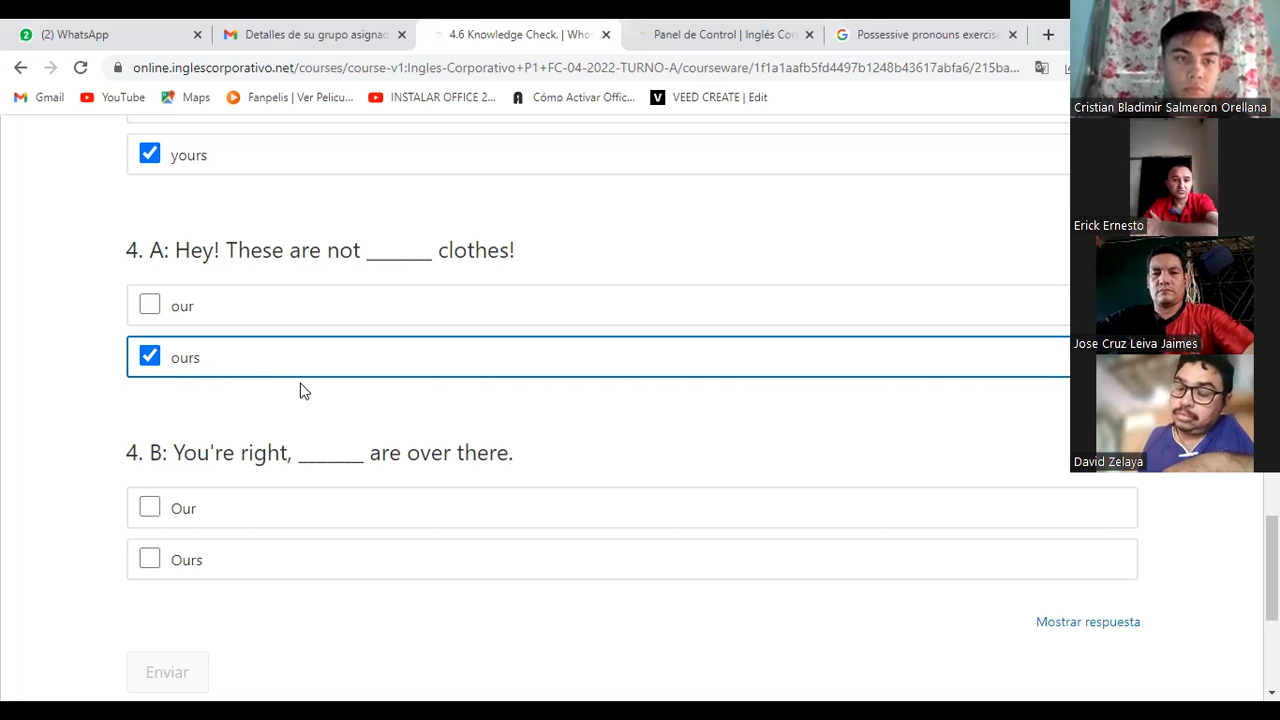 (2) WhatsApp
Detalles de su grupo asignac
4.6 Knowledge Check. | Who
Panel de Control | Inglés Co
Possessive pronouns exercise
online.inglescorporativo.net/courses/course-v1:Ingles-Corporativo+P1+FC-04-2022-TURNO-A/courseware/1f1a1aafb5fd4497b1248b43617abfa6/215ba...
Gmail
YouTube
Maps
Fanpelis | Ver Pelicu...
INSTALAR OFFICE 2...
Cómo Activar Offic...
VEED CREATE | Edit
yours
4. A: Hey! These are not _______ clothes!
our
ours
4. B: You're right, _______ are over there.
Our
Ours
Mostrar respuesta
Enviar
Cristian Bladimir Salmeron Orellana
Erick Ernesto
Jose Cruz Leiva Jaimes
David Zelaya